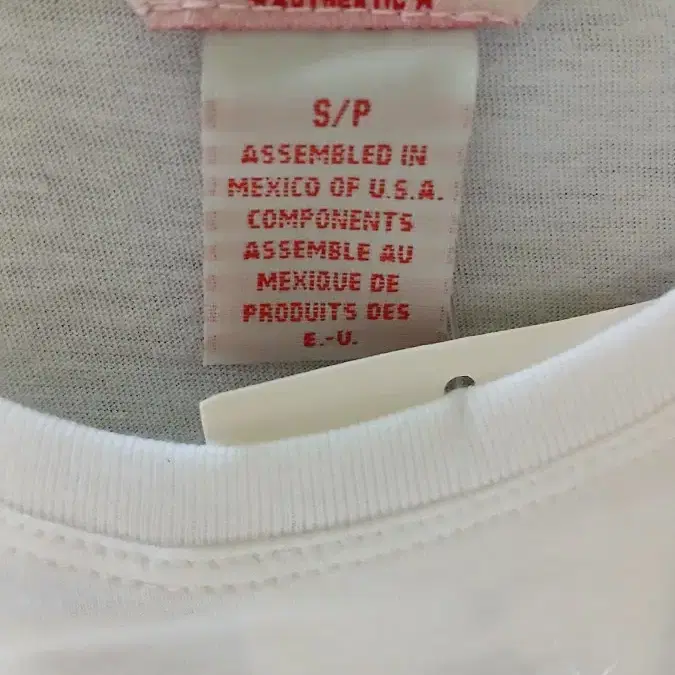 S/P
ASSEMBLED IN
MEXICO OF U.S.A.
COMPONENTS
ASSEMBLE AU
MEXIQUE DE
PRODUITS DES
E.-U.